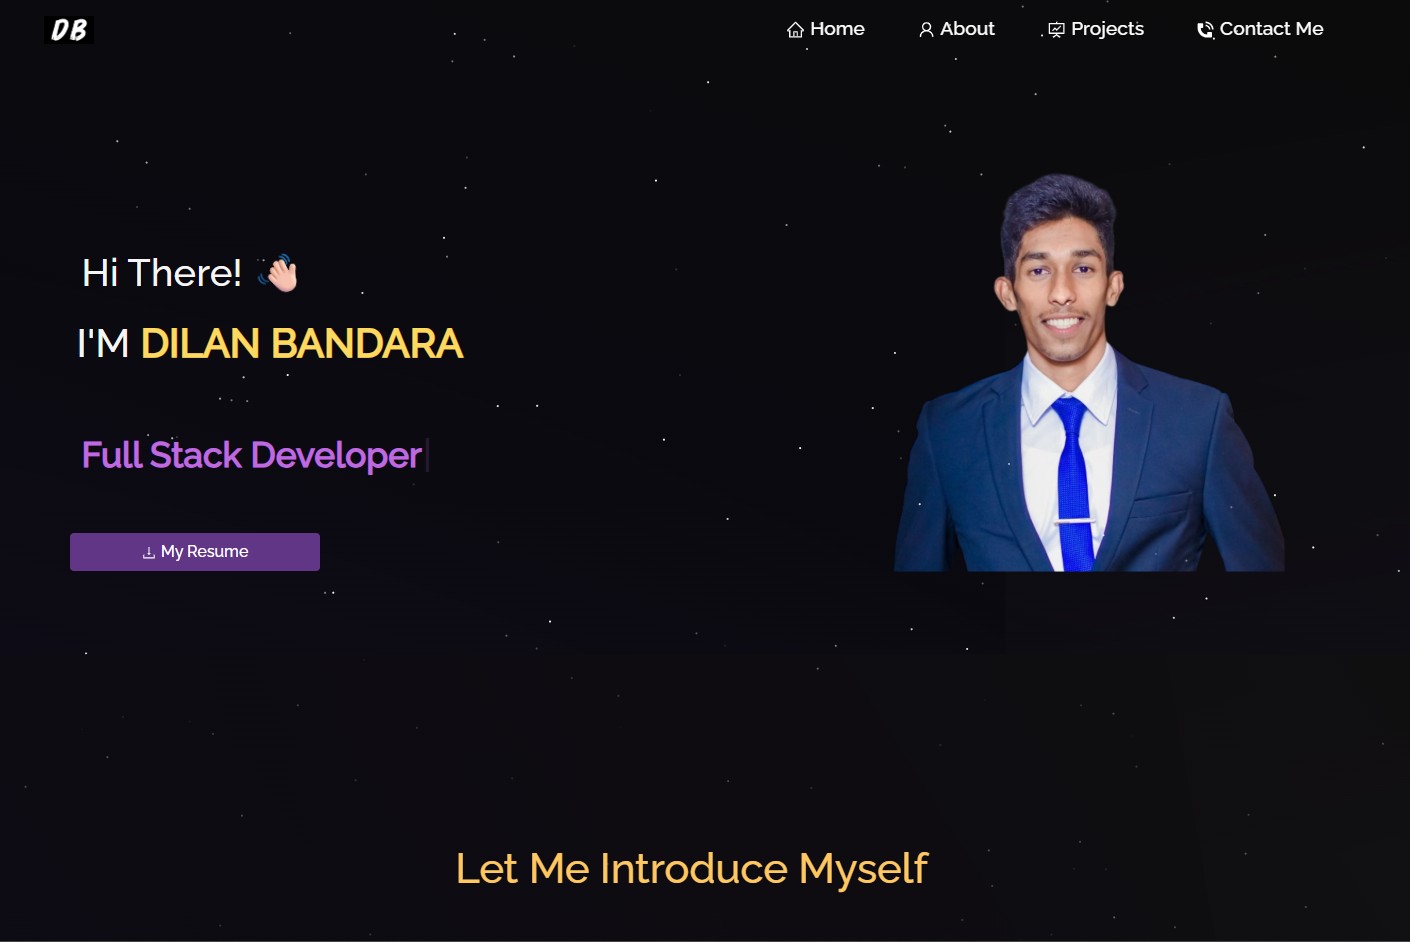 DB
Home About Projects Contact Me
Hi There!
I'M DILAN BANDARA
Full Stack Developer
My Resume
Let Me Introduce Myself